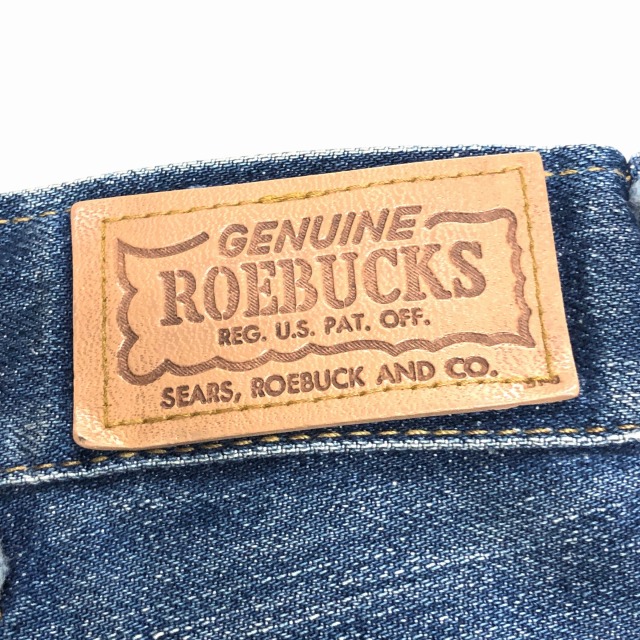 GENUINE
ROEBUCKS
REG. U.S. PAT. OFF.
SEARS, ROEBUCK AND CO.